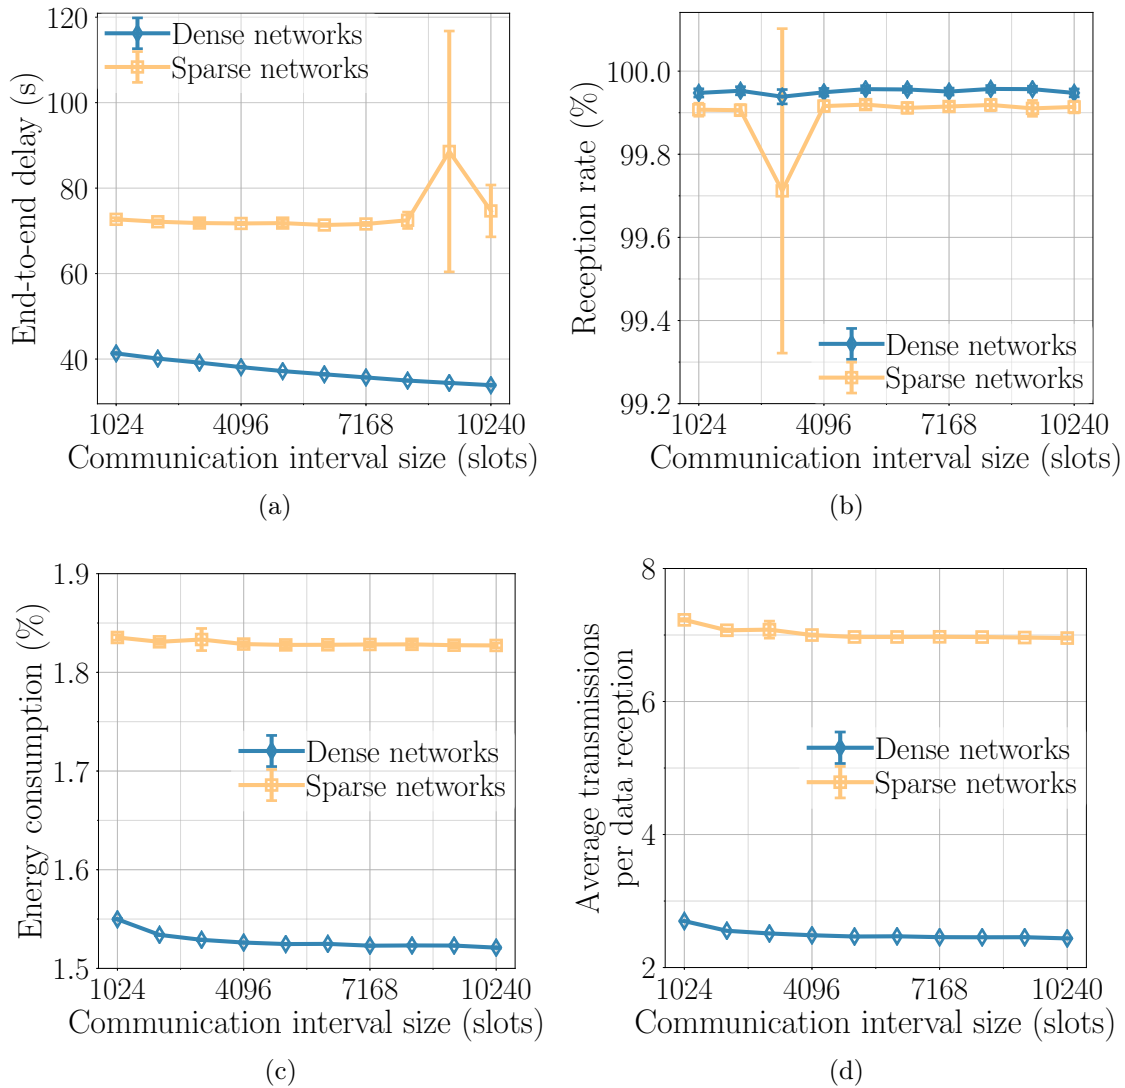 120
100
80
60
40
End-to-end delay (s)
Dense networks
Sparse networks
1024 4096 7168 10240
Communication interval size (slots)
(a)
100.0
99.8
99.6
99.4
99.2
Reception rate (%)
Dense networks
Sparse networks
1024 4096 7168 10240
Communication interval size (slots)
(b)
1.9
1.8
1.7
1.6
1.5
Energy consumption (%)
Dense networks
Sparse networks
1024 4096 7168 10240
Communication interval size (slots)
(c)
8
6
4
2
Average transmissions
per data reception
Dense networks
Sparse networks
1024 4096 7168 10240
Communication interval size (slots)
(d)